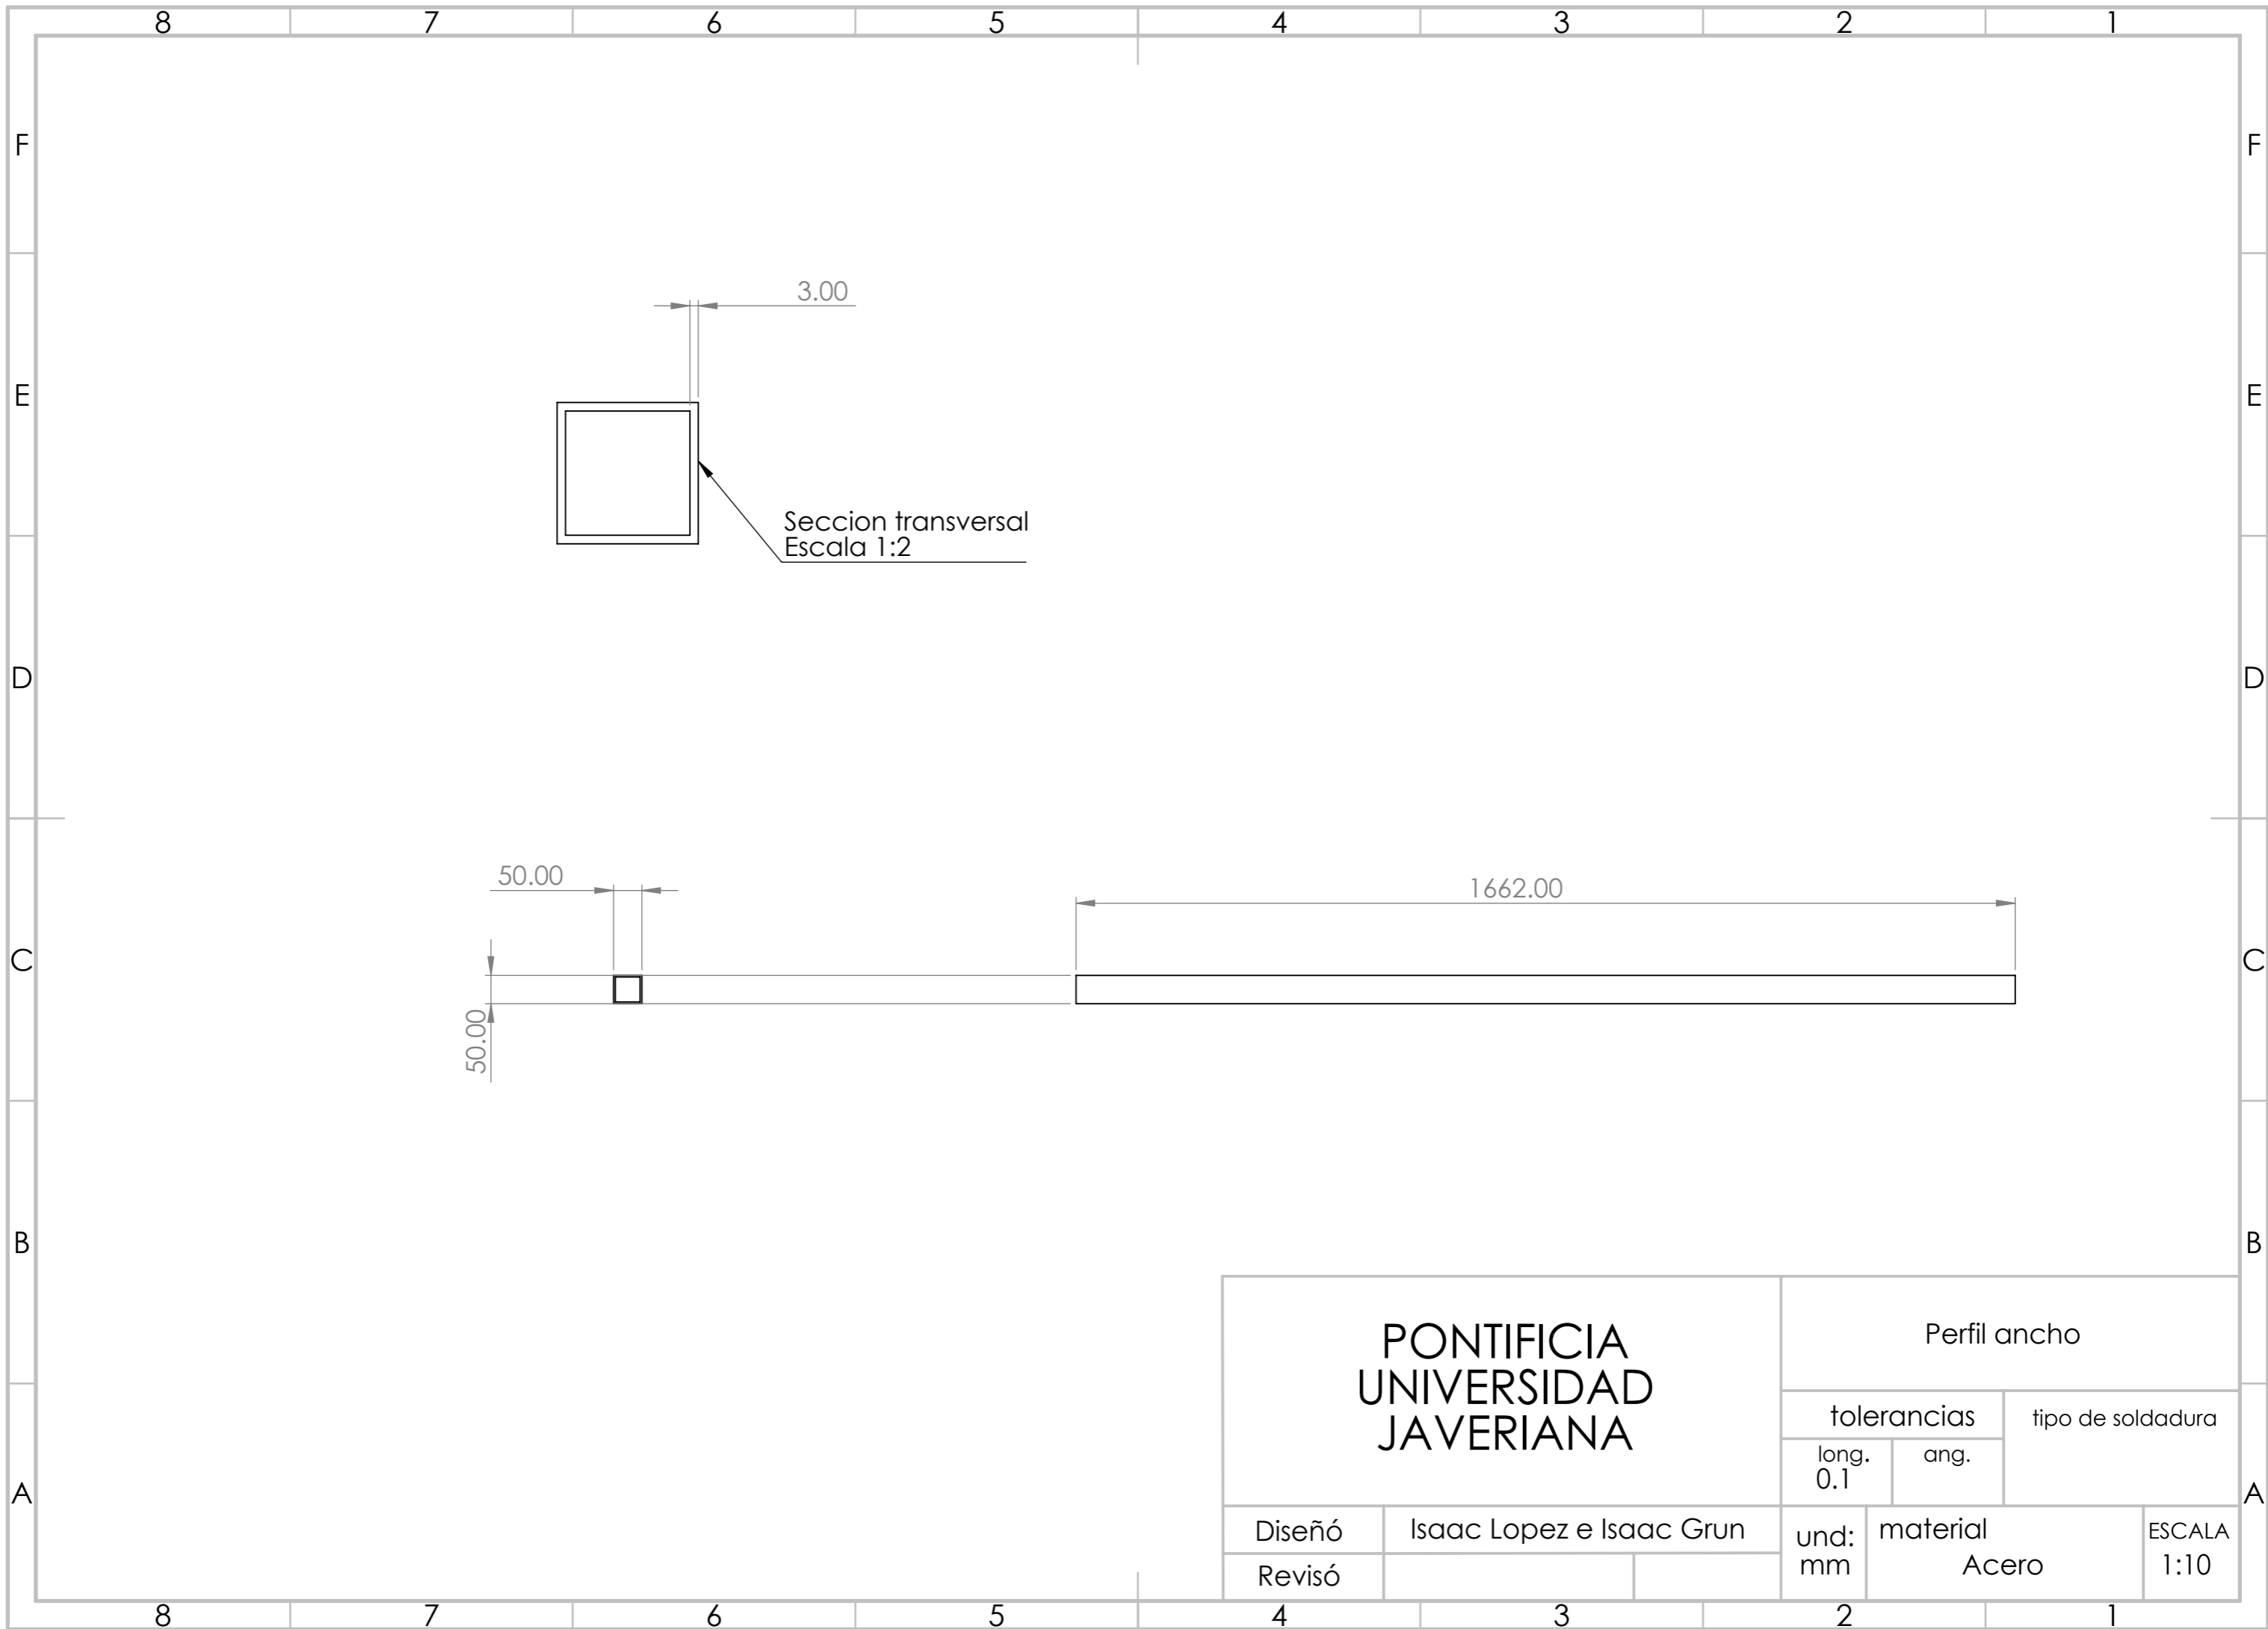 8 7 6 5 4 3 2 1
F F
3.00
E E
Seccion transversal
Escala 1:2
D D
50.00
1662.00
C C
50.00
B B
PONTIFICIA
UNIVERSIDAD
JAVERIANA
Perfil ancho
tolerancias
tipo de soldadura
long.
0.1
ang.
A A
Diseñó
Isaac Lopez e Isaac Grun
Revisó
und:
mm
material
Acero
ESCALA
1:10
8 7 6 5 4 3 2 1